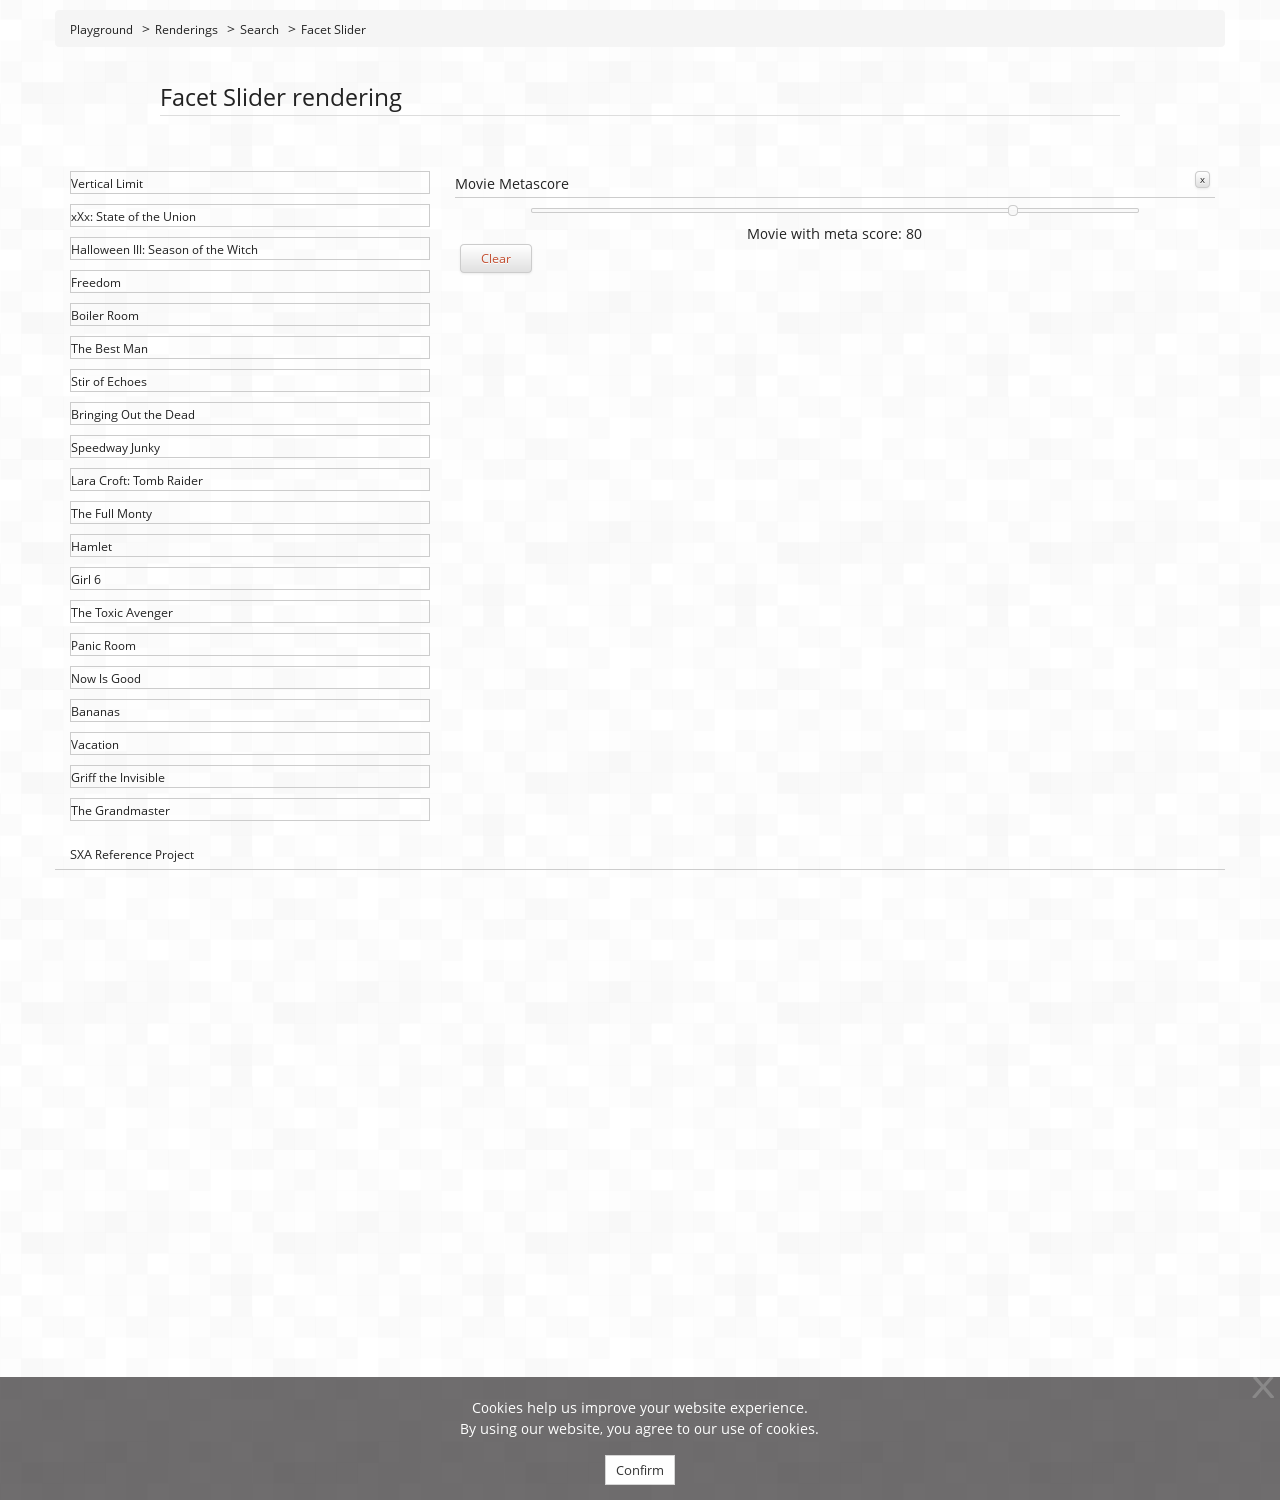 Playground > Renderings > Search > Facet Slider
Facet Slider rendering
Vertical Limit
xXx: State of the Union
Halloween III: Season of the Witch
Freedom
Boiler Room
The Best Man
Stir of Echoes
Bringing Out the Dead
Speedway Junky
Lara Croft: Tomb Raider
The Full Monty
Hamlet
Girl 6
The Toxic Avenger
Panic Room
Now Is Good
Bananas
Vacation
Griff the Invisible
The Grandmaster
Movie Metascore
x
Movie with meta score: 80
Clear
SXA Reference Project
Cookies help us improve your website experience.
By using our website, you agree to our use of cookies.
Confirm
X